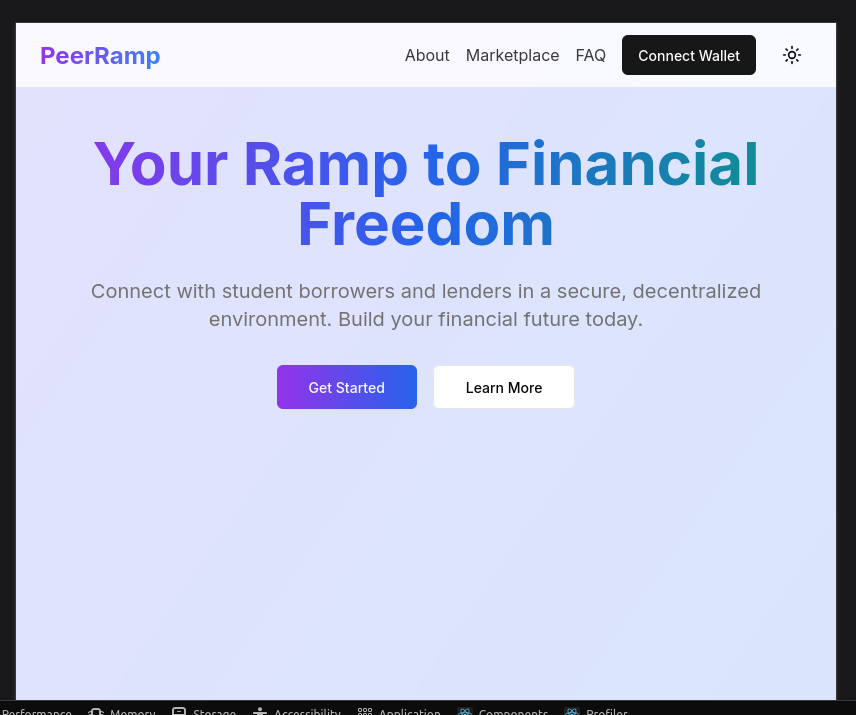 PeerRamp
About Marketplace FAQ Connect Wallet
Your Ramp to Financial
Freedom
Connect with student borrowers and lenders in a secure, decentralized
environment. Build your financial future today.
Get Started Learn More
Performance Memory Storage Accessibility Application Components Profiler